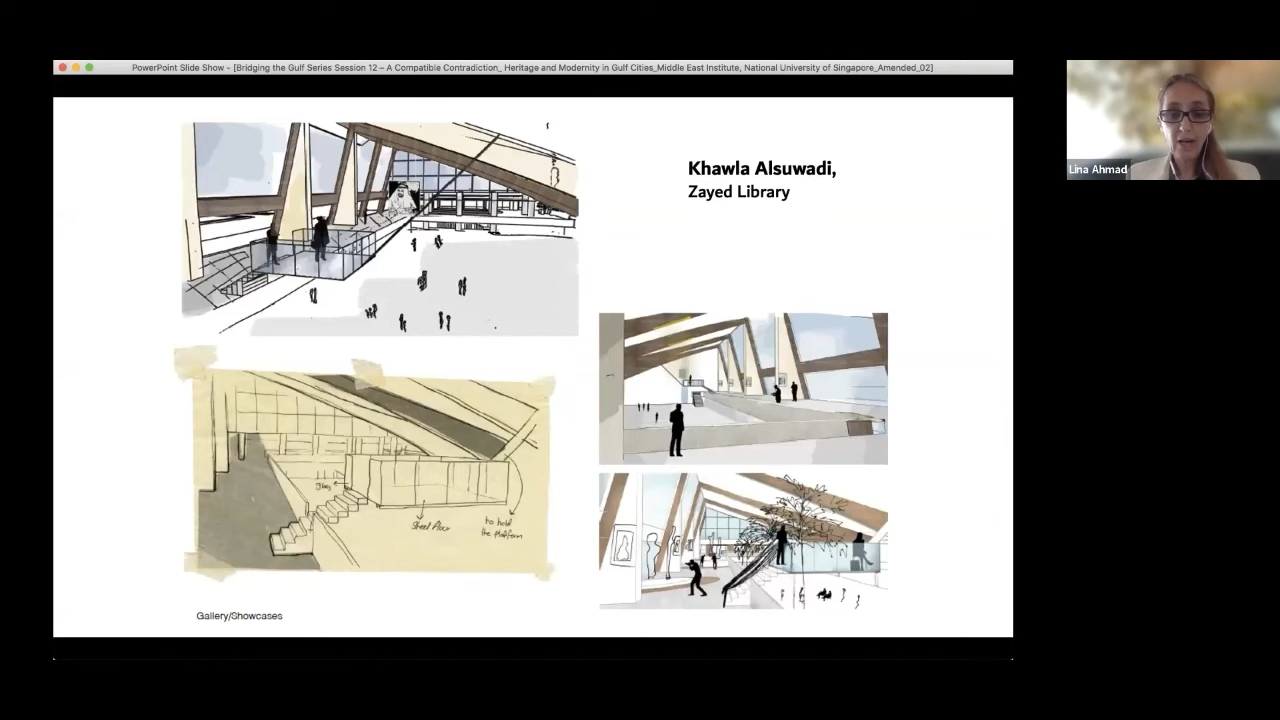 PowerPoint Slide Show - [Bridging the Gulf Series Session 12 – A Compatible Contradiction_ Heritage and Modernity in Gulf Cities_Middle East Institute, National University of Singapore_Amended_02]
Khawla Alsuwadi,
Zayed Library
Lina Ahmad
Steel Floor
to hold
the platform
Gallery/Showcases